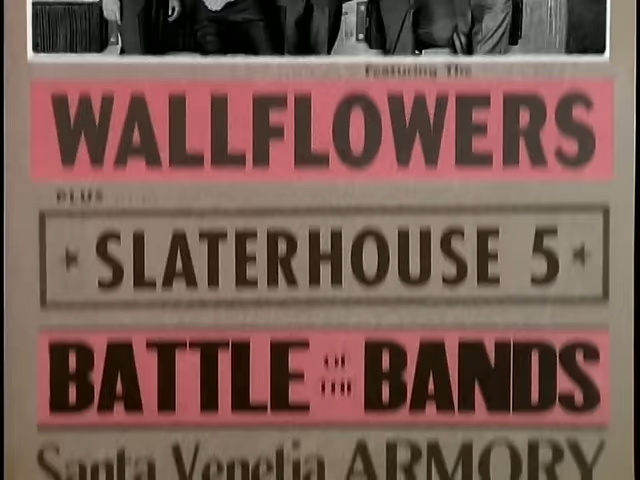 Featuring The
WALLFLOWERS
PLUS
* SLATERHOUSE 5 *
BATTLE OF THE BANDS
Santa Venetia ARMORY